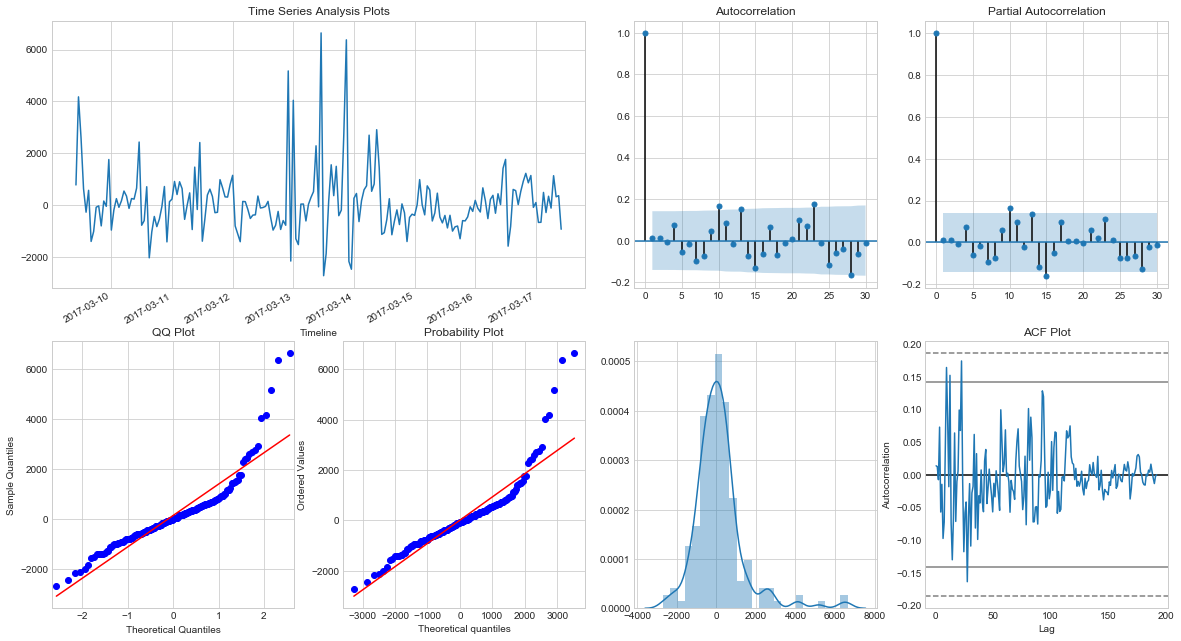 Time Series Analysis Plots
6000
4000
2000
0
−2000
2017-03-10
2017-03-11
2017-03-12
2017-03-13
2017-03-14
2017-03-15
2017-03-16
2017-03-17
Timeline
Autocorrelation
1.0
0.8
0.6
0.4
0.2
0.0
−0.2
0 5 10 15 20 25 30
Partial Autocorrelation
1.0
0.8
0.6
0.4
0.2
0.0
−0.2
0 5 10 15 20 25 30
QQ Plot
Sample Quantiles
6000
4000
2000
0
−2000
−2 −1 0 1 2
Theoretical Quantiles
Probability Plot
Ordered Values
6000
4000
2000
0
−2000
−3000 −2000 −1000 0 1000 2000 3000
Theoretical quantiles
0.0005
0.0004
0.0003
0.0002
0.0001
0.0000
−4000 −2000 0 2000 4000 6000 8000
ACF Plot
Autocorrelation
0.20
0.15
0.10
0.05
0.00
−0.05
−0.10
−0.15
−0.20
0 50 100 150 200
Lag